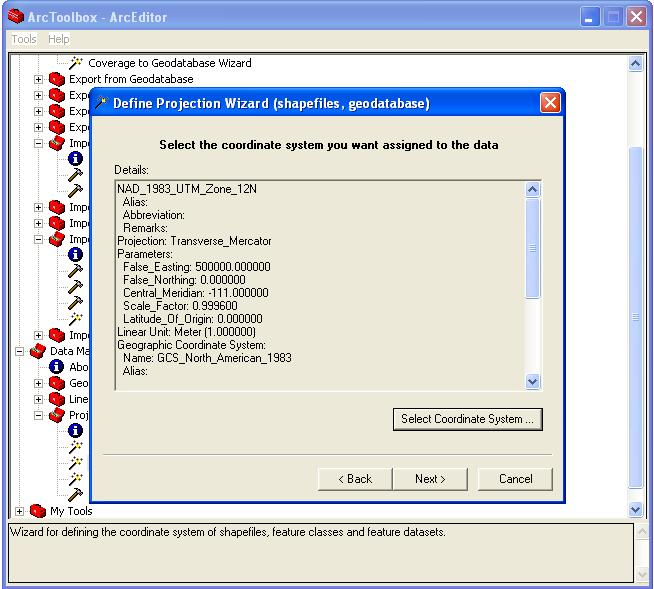 ArcToolbox - ArcEditor
Tools Help
Coverage to Geodatabase Wizard
Export from Geodatabase
Expo
Expo
Expo
Impo
Impo
Impo
Impo
Impo
Data Ma
Abo
Geo
Line
Proj
My Tools
Define Projection Wizard (shapefiles, geodatabase)
Select the coordinate system you want assigned to the data
Details:
NAD_1983_UTM_Zone_12N
Alias:
Abbreviation:
Remarks:
Projection: Transverse_Mercator
Parameters:
False_Easting: 500000.000000
False_Northing: 0.000000
Central_Meridian: -111.000000
Scale_Factor: 0.999600
Latitude_Of_Origin: 0.000000
Linear Unit: Meter (1.000000)
Geographic Coordinate System:
Name: GCS_North_American_1983
Alias:
Select Coordinate System ...
< Back Next > Cancel
Wizard for defining the coordinate system of shapefiles, feature classes and feature datasets.